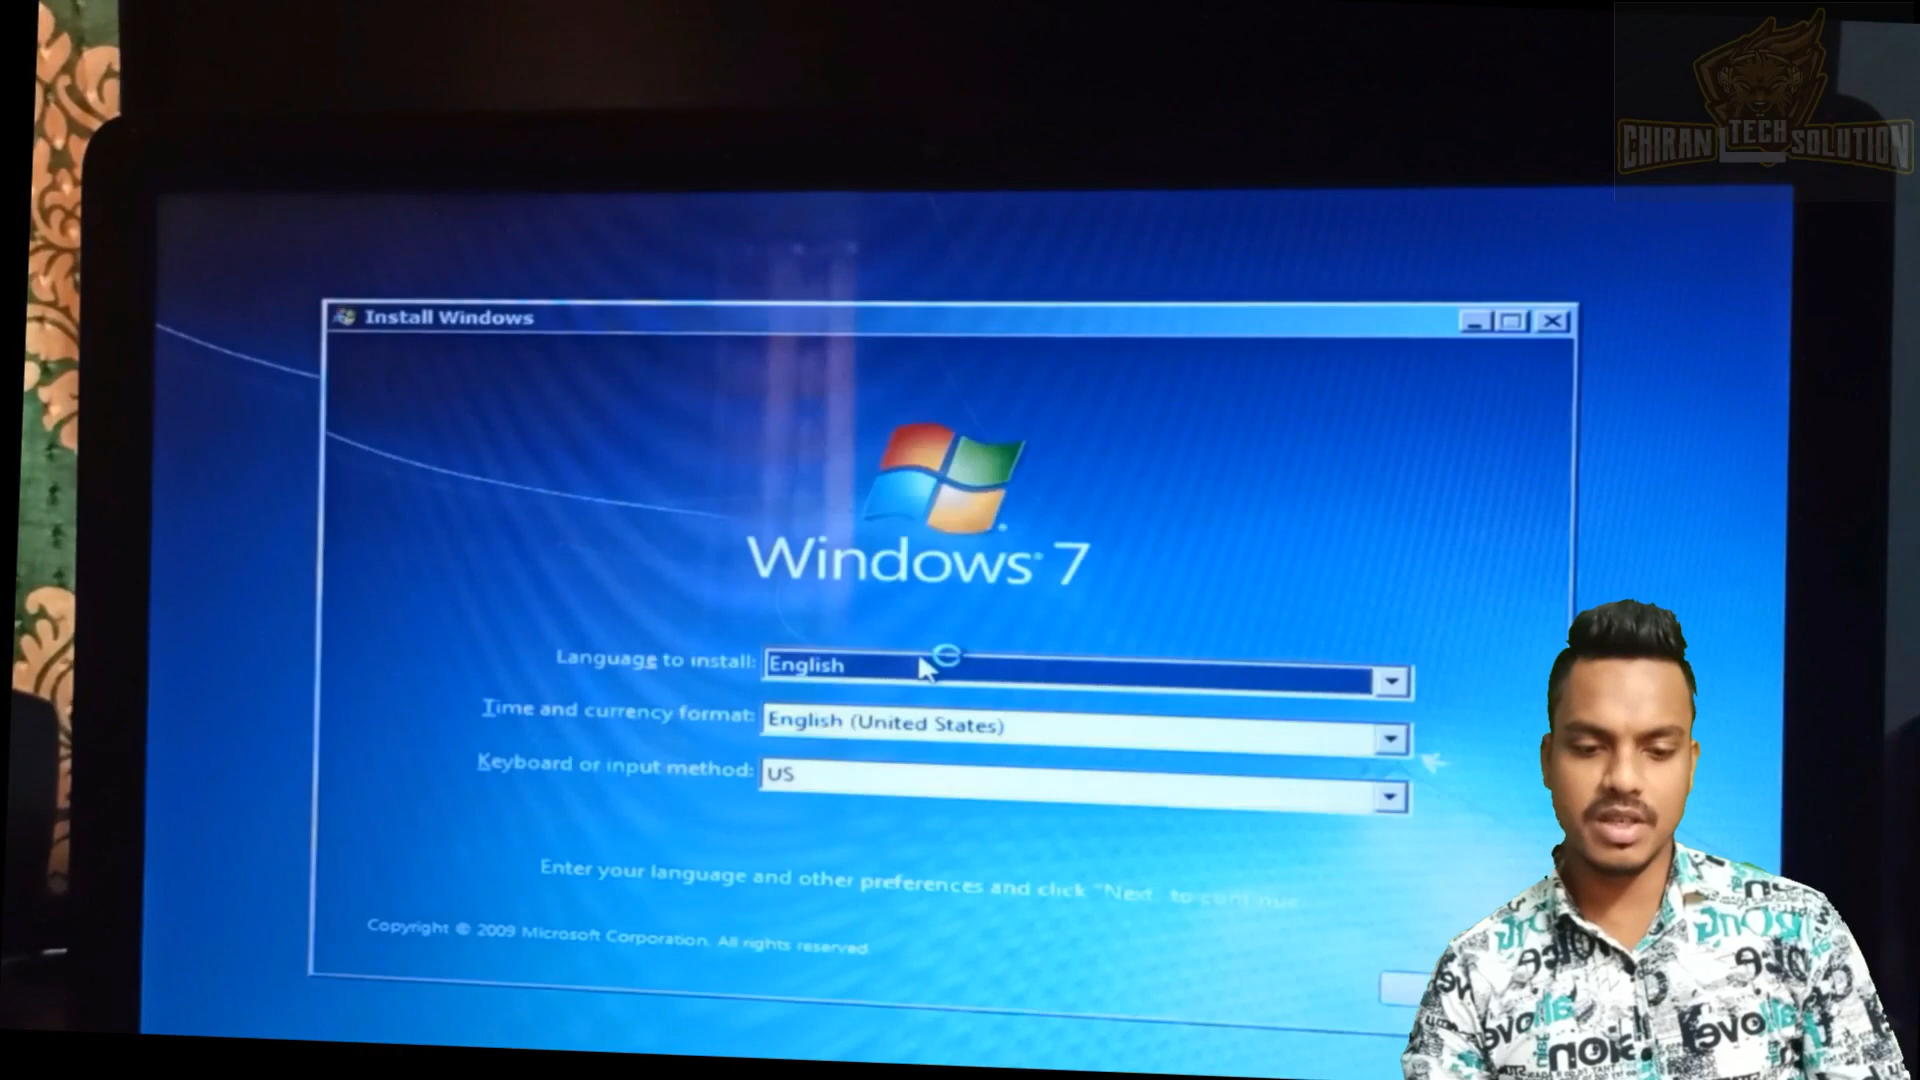 CHIRAN TECH SOLUTION
Install Windows
Windows 7
Language to install: English
Time and currency format: English (United States)
Keyboard or input method: US
Enter your language and other preferences and click "Next" to continue
Copyright © 2009 Microsoft Corporation. All rights reserved.